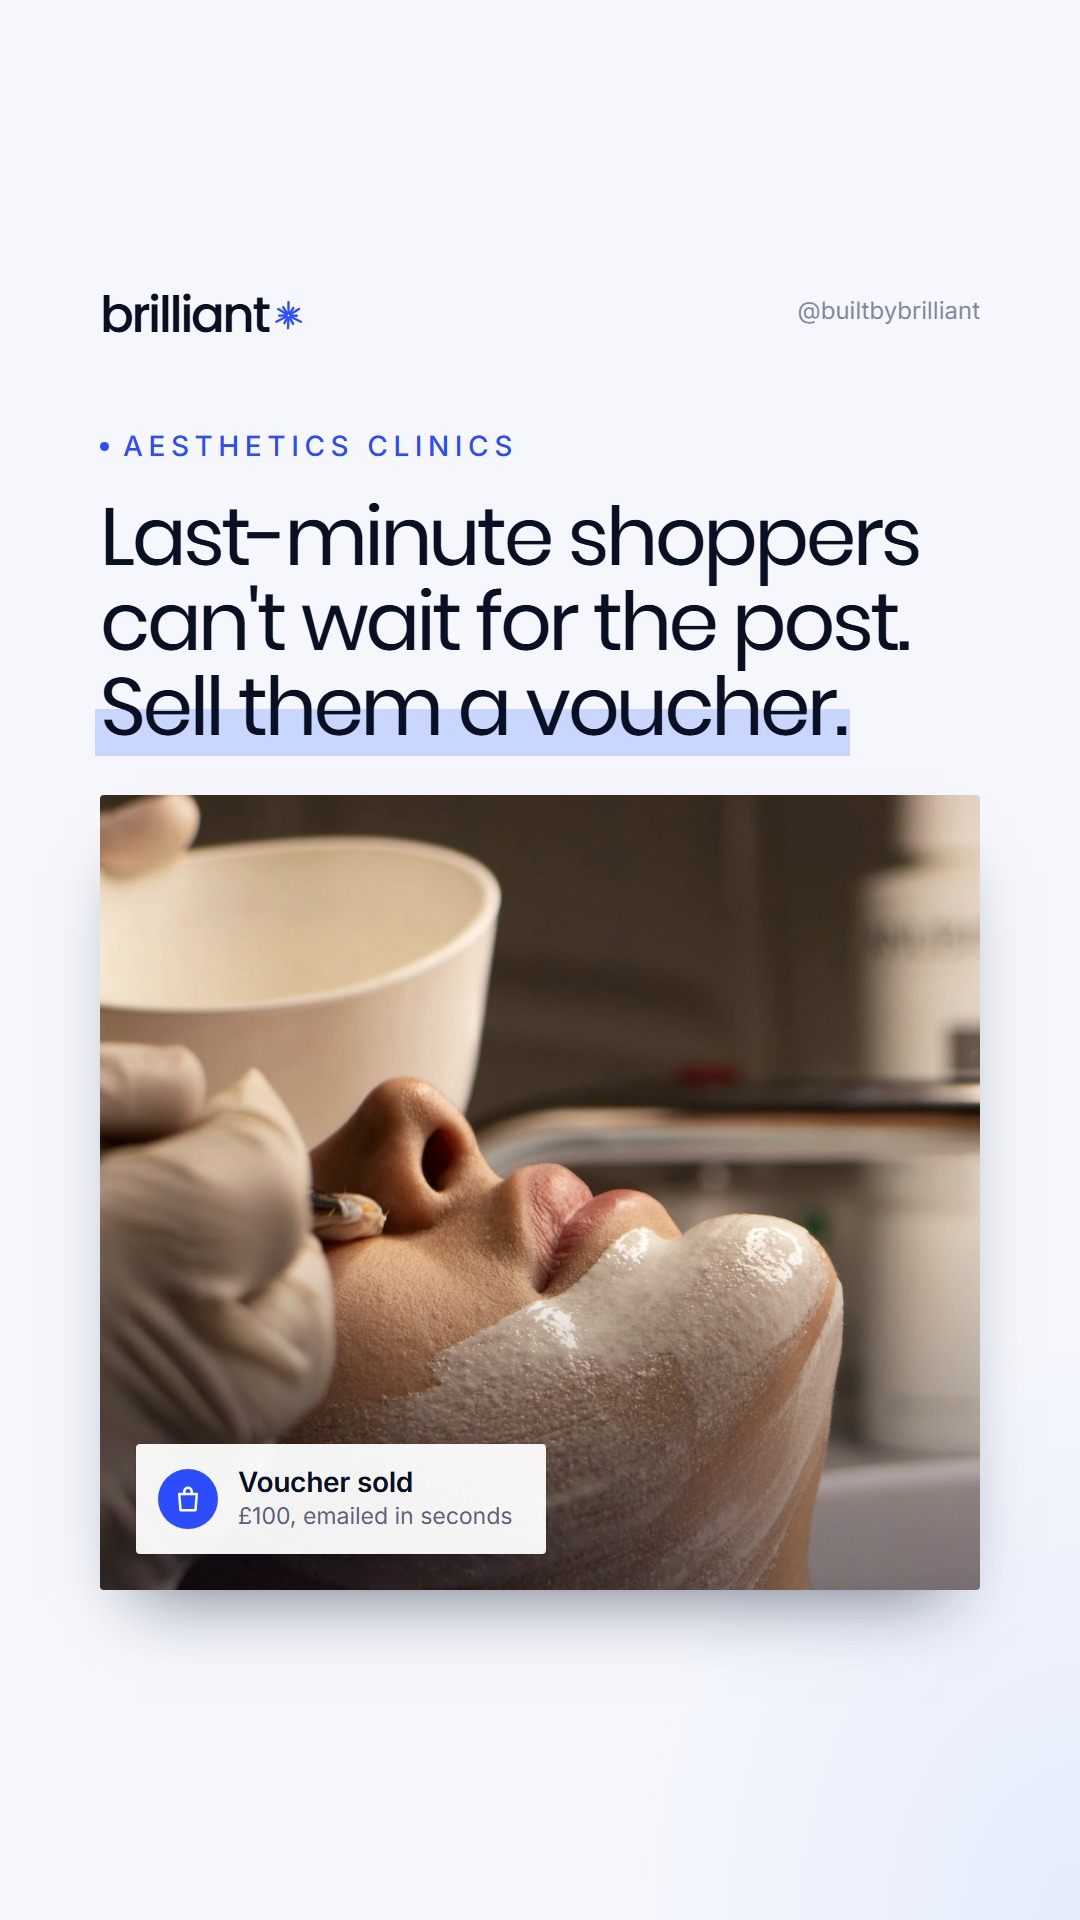 brilliant
@builtbybrilliant
AESTHETICS CLINICS
Last-minute shoppers
can't wait for the post.
Sell them a voucher.
Voucher sold
£100, emailed in seconds